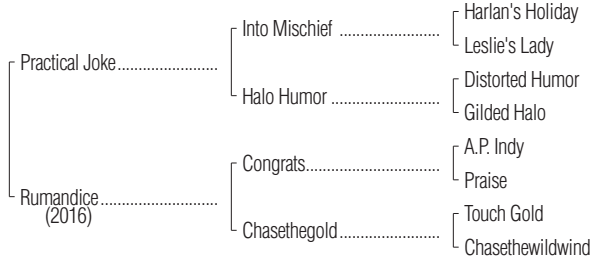 Harlan's Holiday
Into Mischief ........................
Leslie's Lady
Practical Joke........................
Distorted Humor
Halo Humor ..........................
Gilded Halo
A.P. Indy
Congrats................................
Praise
Rumandice............................
(2016)
Touch Gold
Chasethegold........................
Chasethewildwind